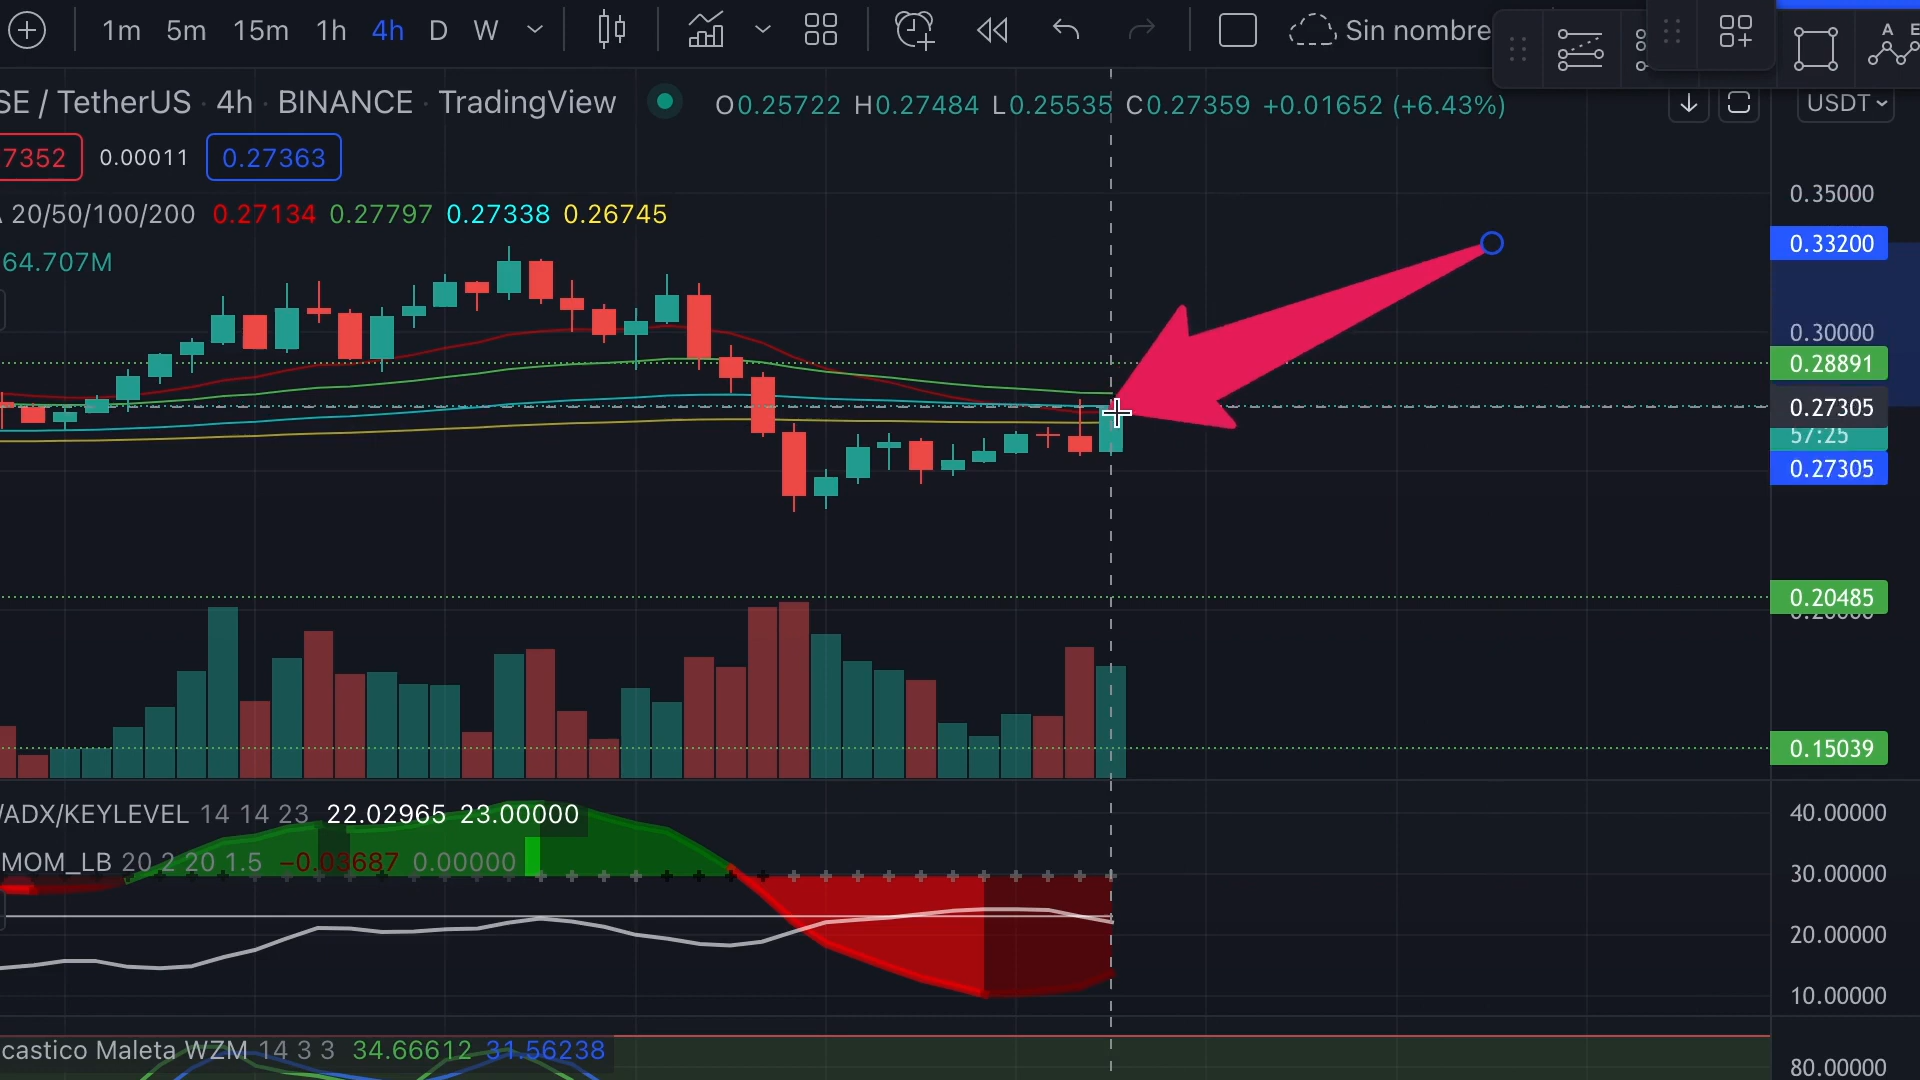 1m 5m 15m 1h 4h D W Sin nombre
SE / TetherUS · 4h · BINANCE · TradingView O0.25722 H0.27484 L0.25535 C0.27359 +0.01652 (+6.43%) USDT
7352 0.00011 0.27363
20/50/100/200 0.27134 0.27797 0.27338 0.26745
64.707M
0.35000
0.33200
0.30000
0.28891
0.27305
57:25
0.27305
0.20485
0.15039
/ADX/KEYLEVEL 14 14 23 22.02965 23.00000
40.00000
MOM_LB 20 2 20 1.5 −0.03687 0.00000
30.00000
20.00000
10.00000
castico Maleta WZM 14 3 3 34.66612 31.56238
80.00000